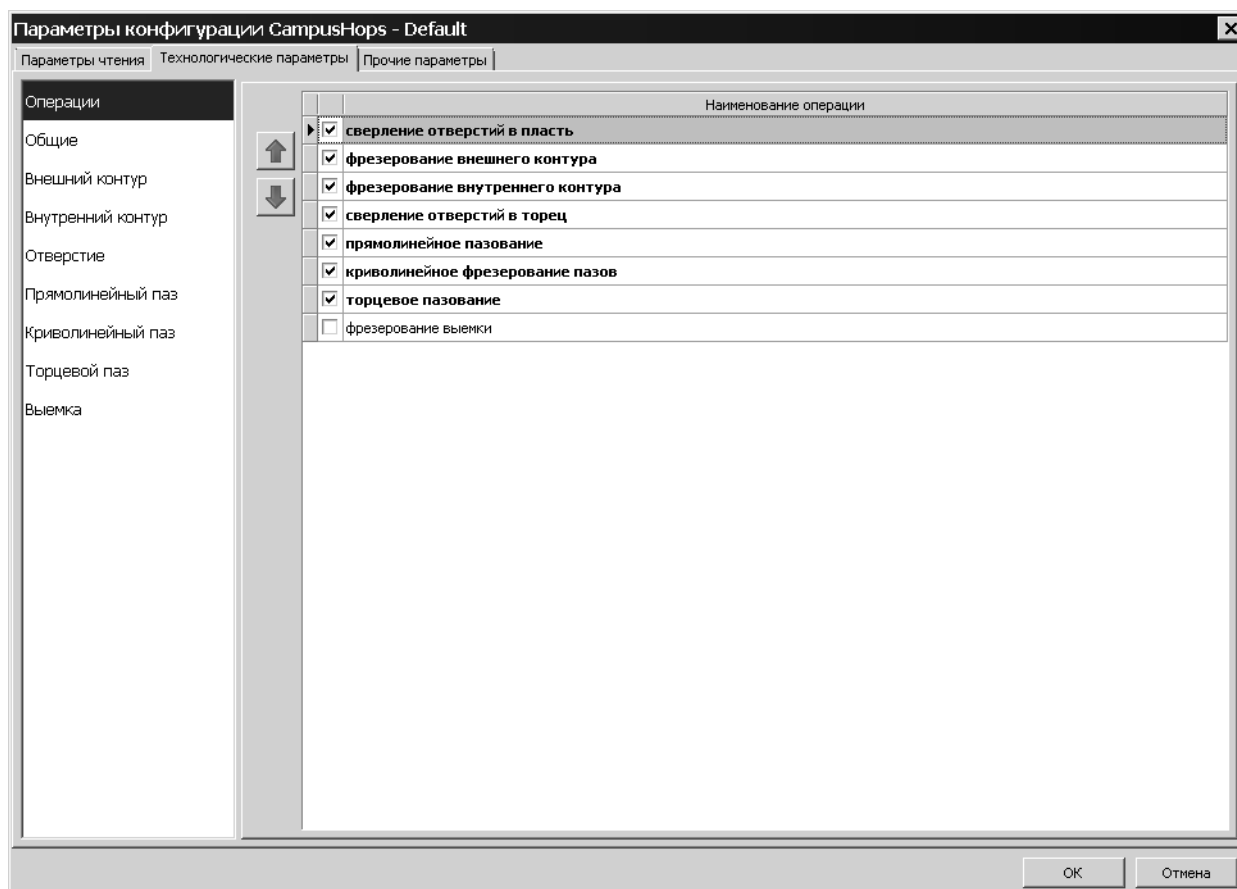 Параметры конфигурации CampusHops - Default
Параметры чтения Технологические параметры Прочие параметры
Операции
Общие
Внешний контур
Внутренний контур
Отверстие
Прямолинейный паз
Криволинейный паз
Торцевой паз
Выемка
Наименование операции
сверление отверстий в пласть
фрезерование внешнего контура
фрезерование внутреннего контура
сверление отверстий в торец
прямолинейное пазование
криволинейное фрезерование пазов
торцевое пазование
фрезерование выемки
OK Отмена